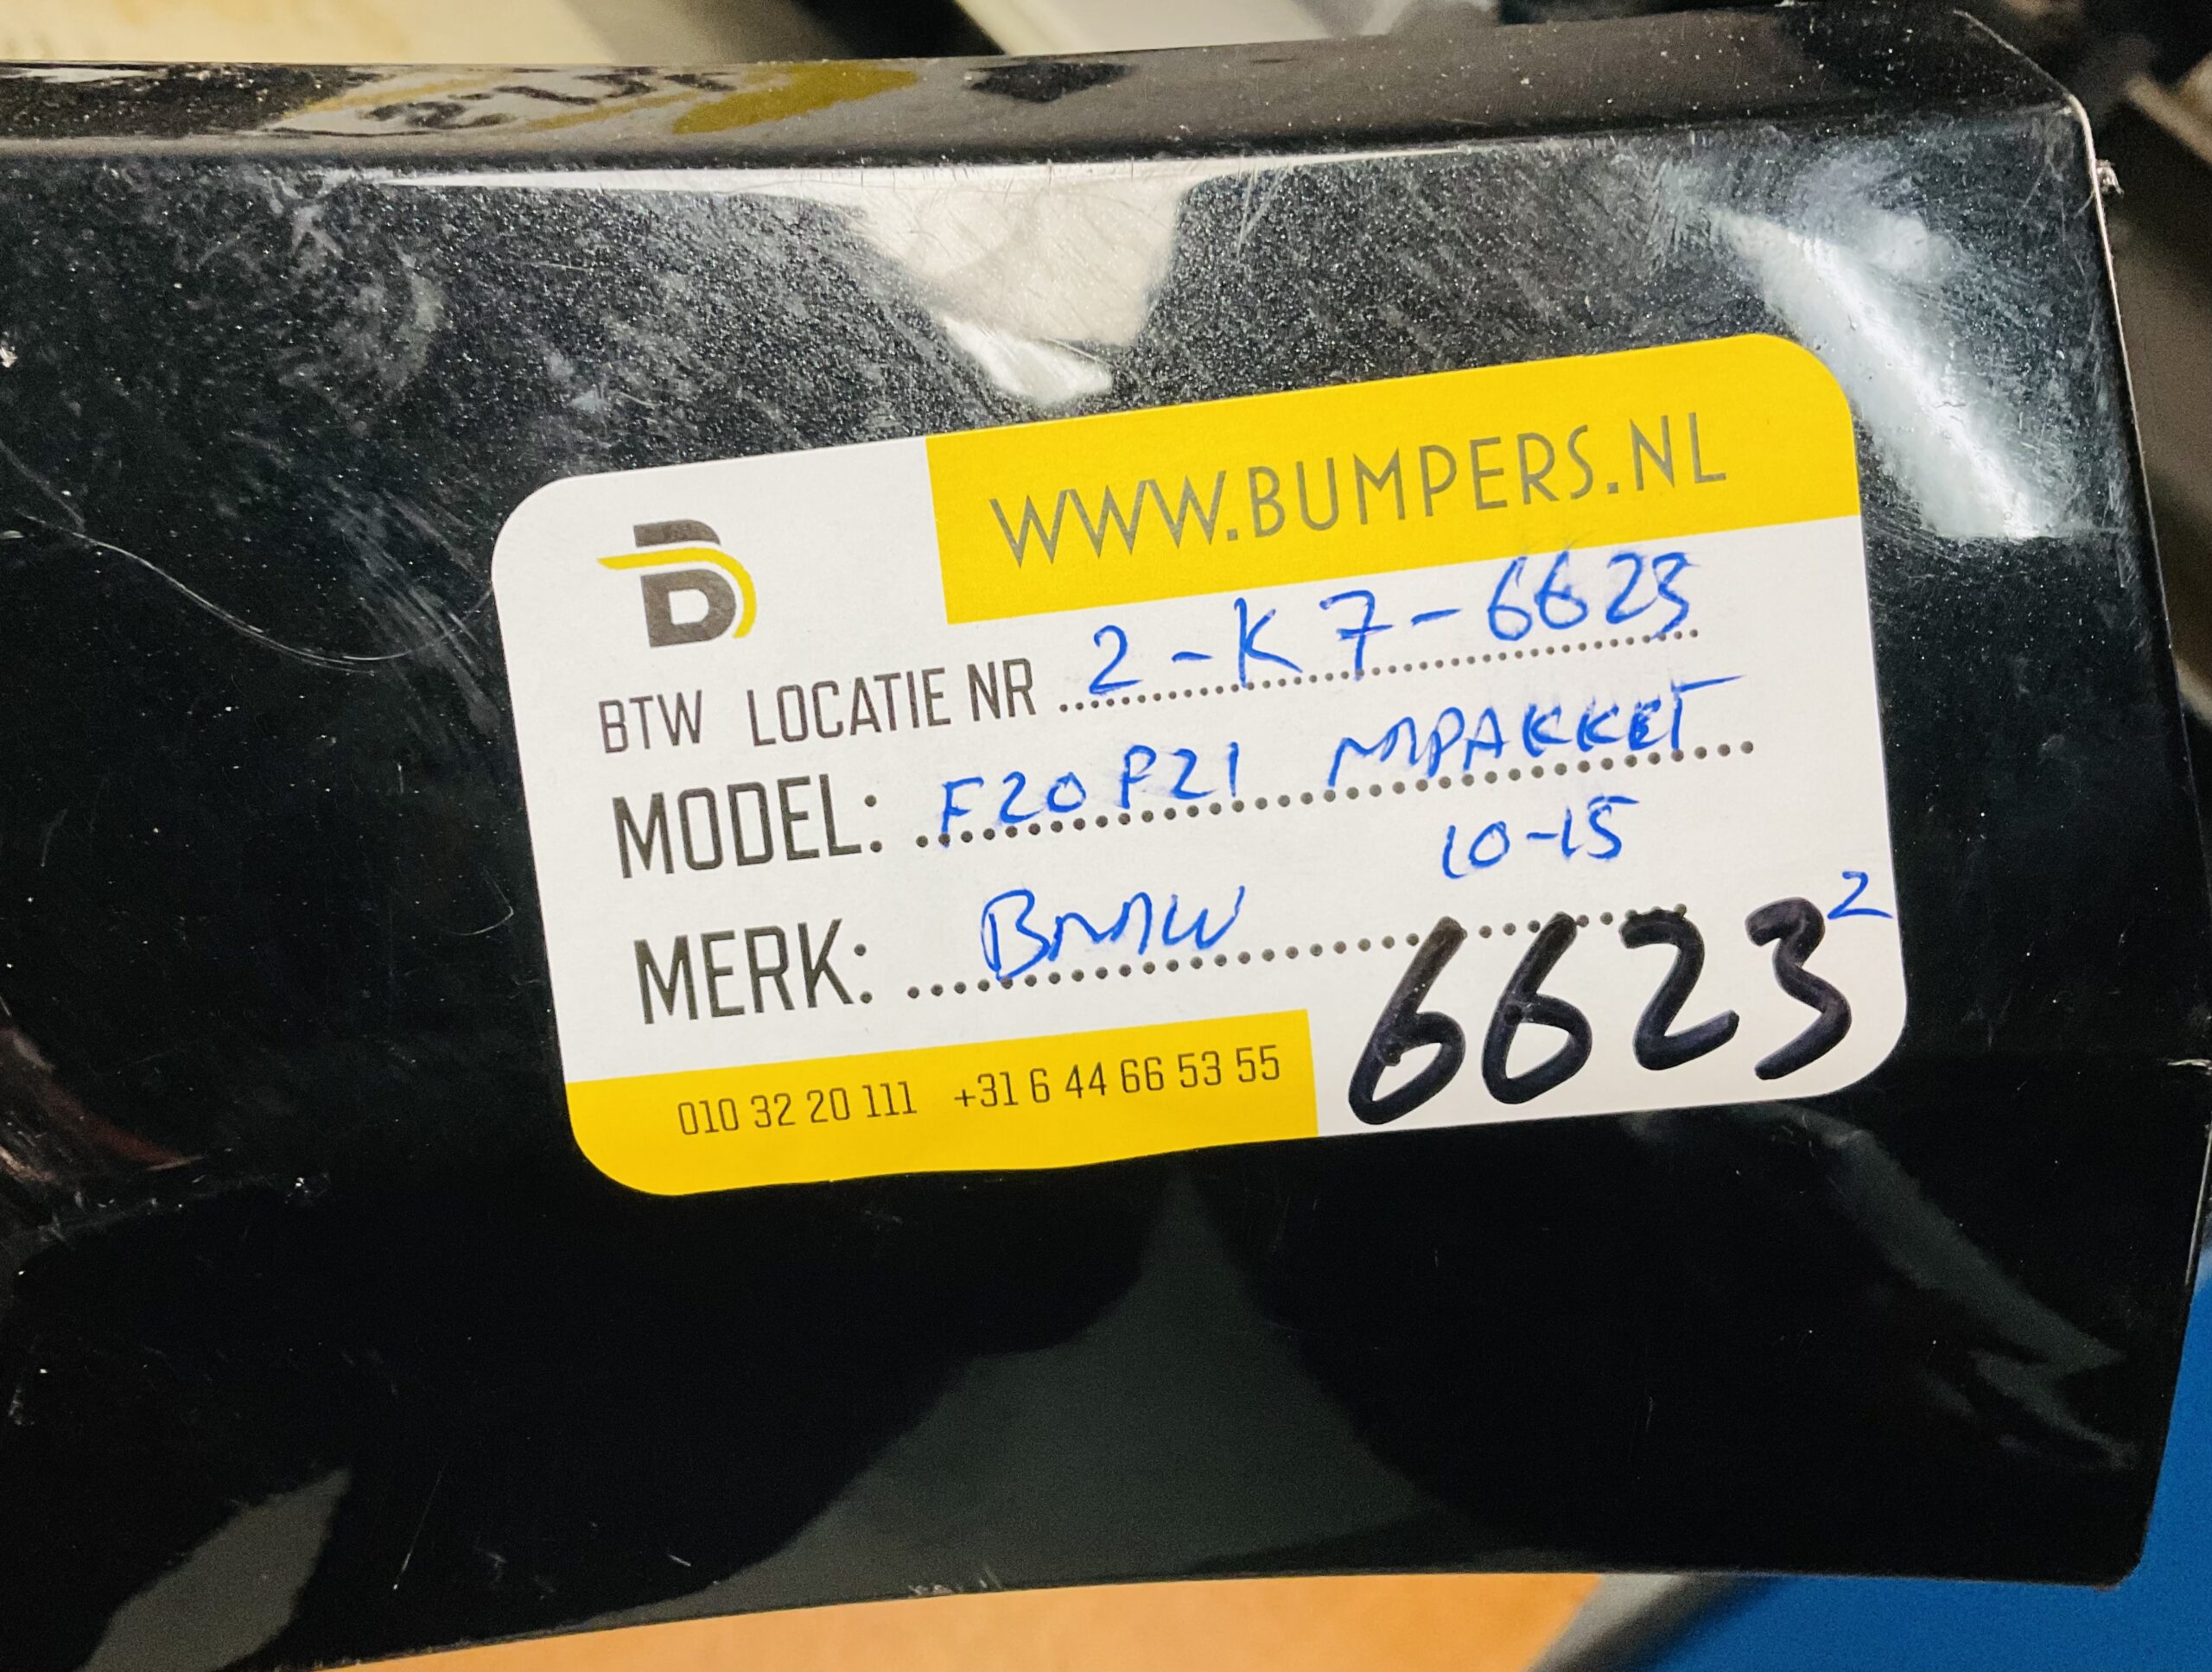 WWW.BUMPERS.NL
BTW LOCATIE NR 2-K7-6623
MODEL: F20 F21 MPAKKET
10-15
MERK: BMW
6623²
010 32 20 111 +31 6 44 66 53 55